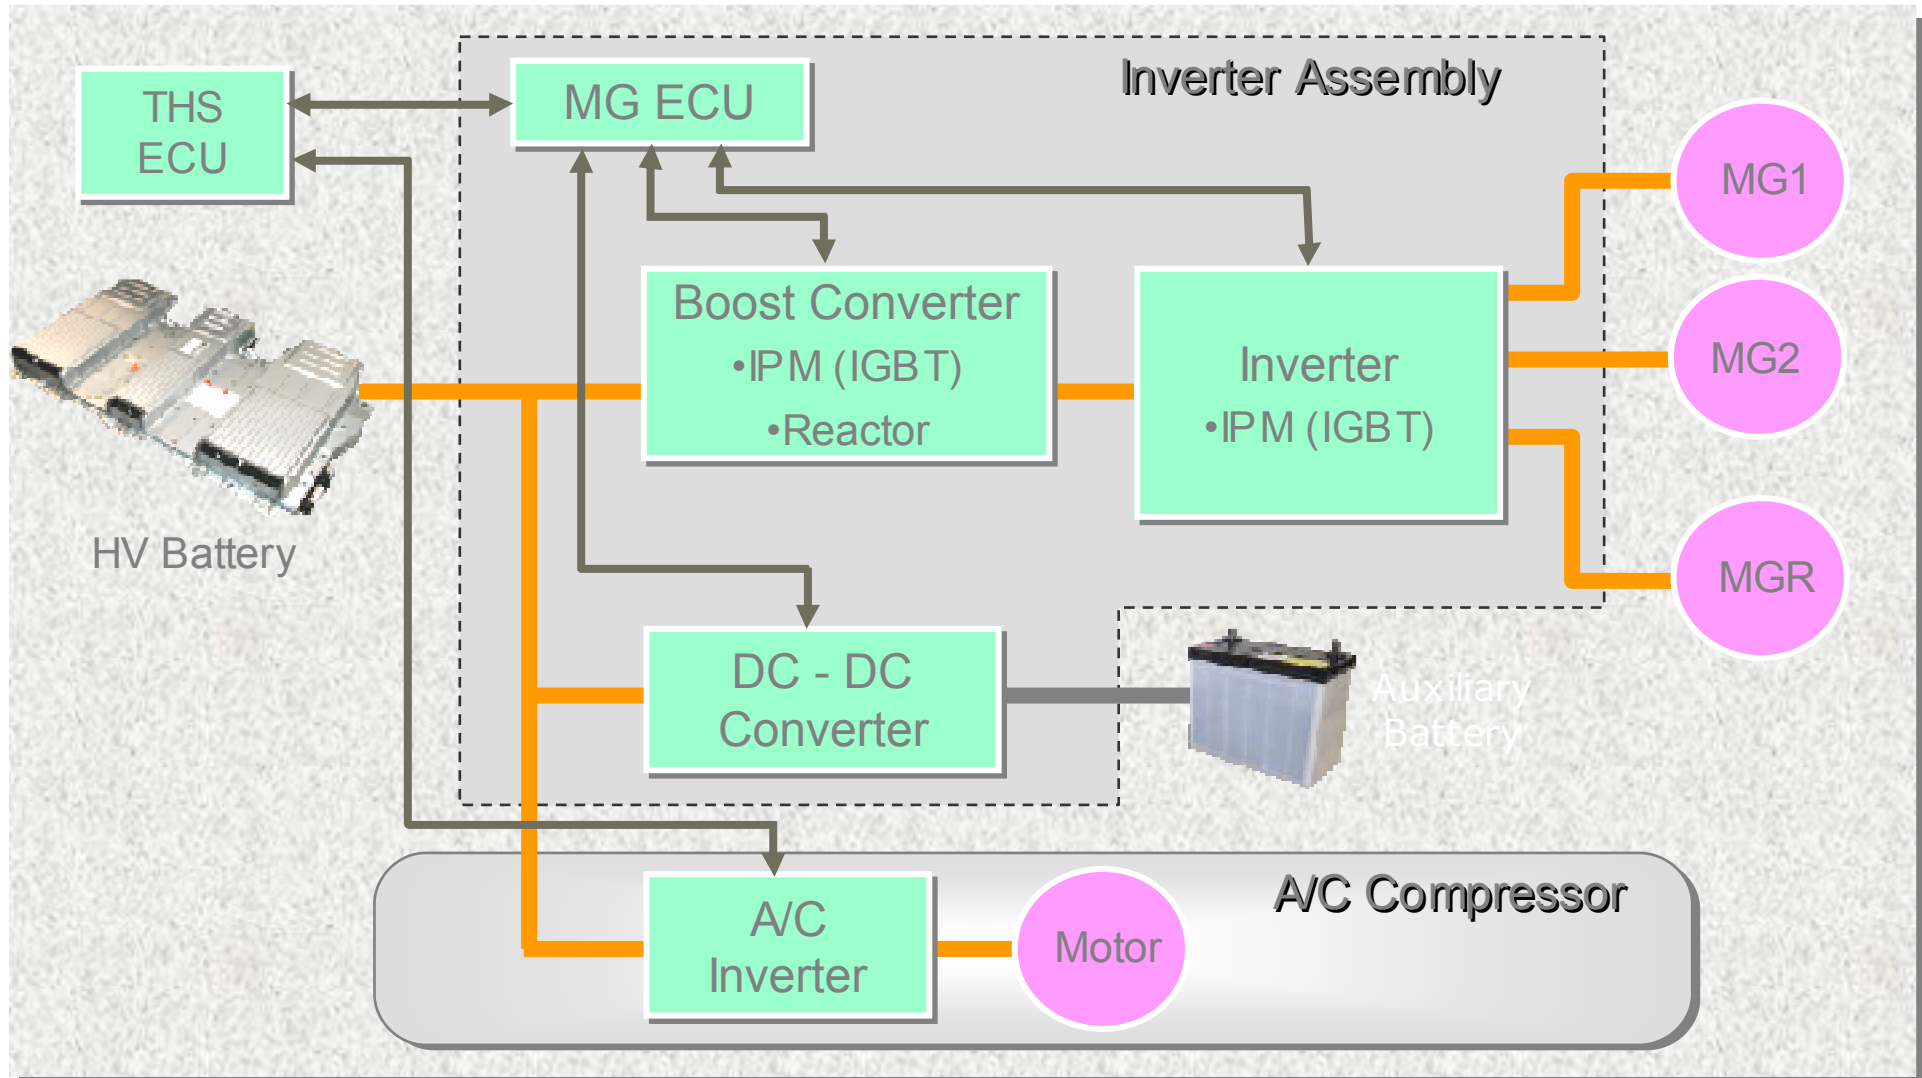 Inverter Assembly
THS
ECU
MG ECU
MG1
Boost Converter
•IPM (IGBT)
•Reactor
Inverter
•IPM (IGBT)
MG2
HV Battery
MGR
DC - DC
Converter
Auxiliary
Battery
A/C Compressor
A/C
Inverter
Motor